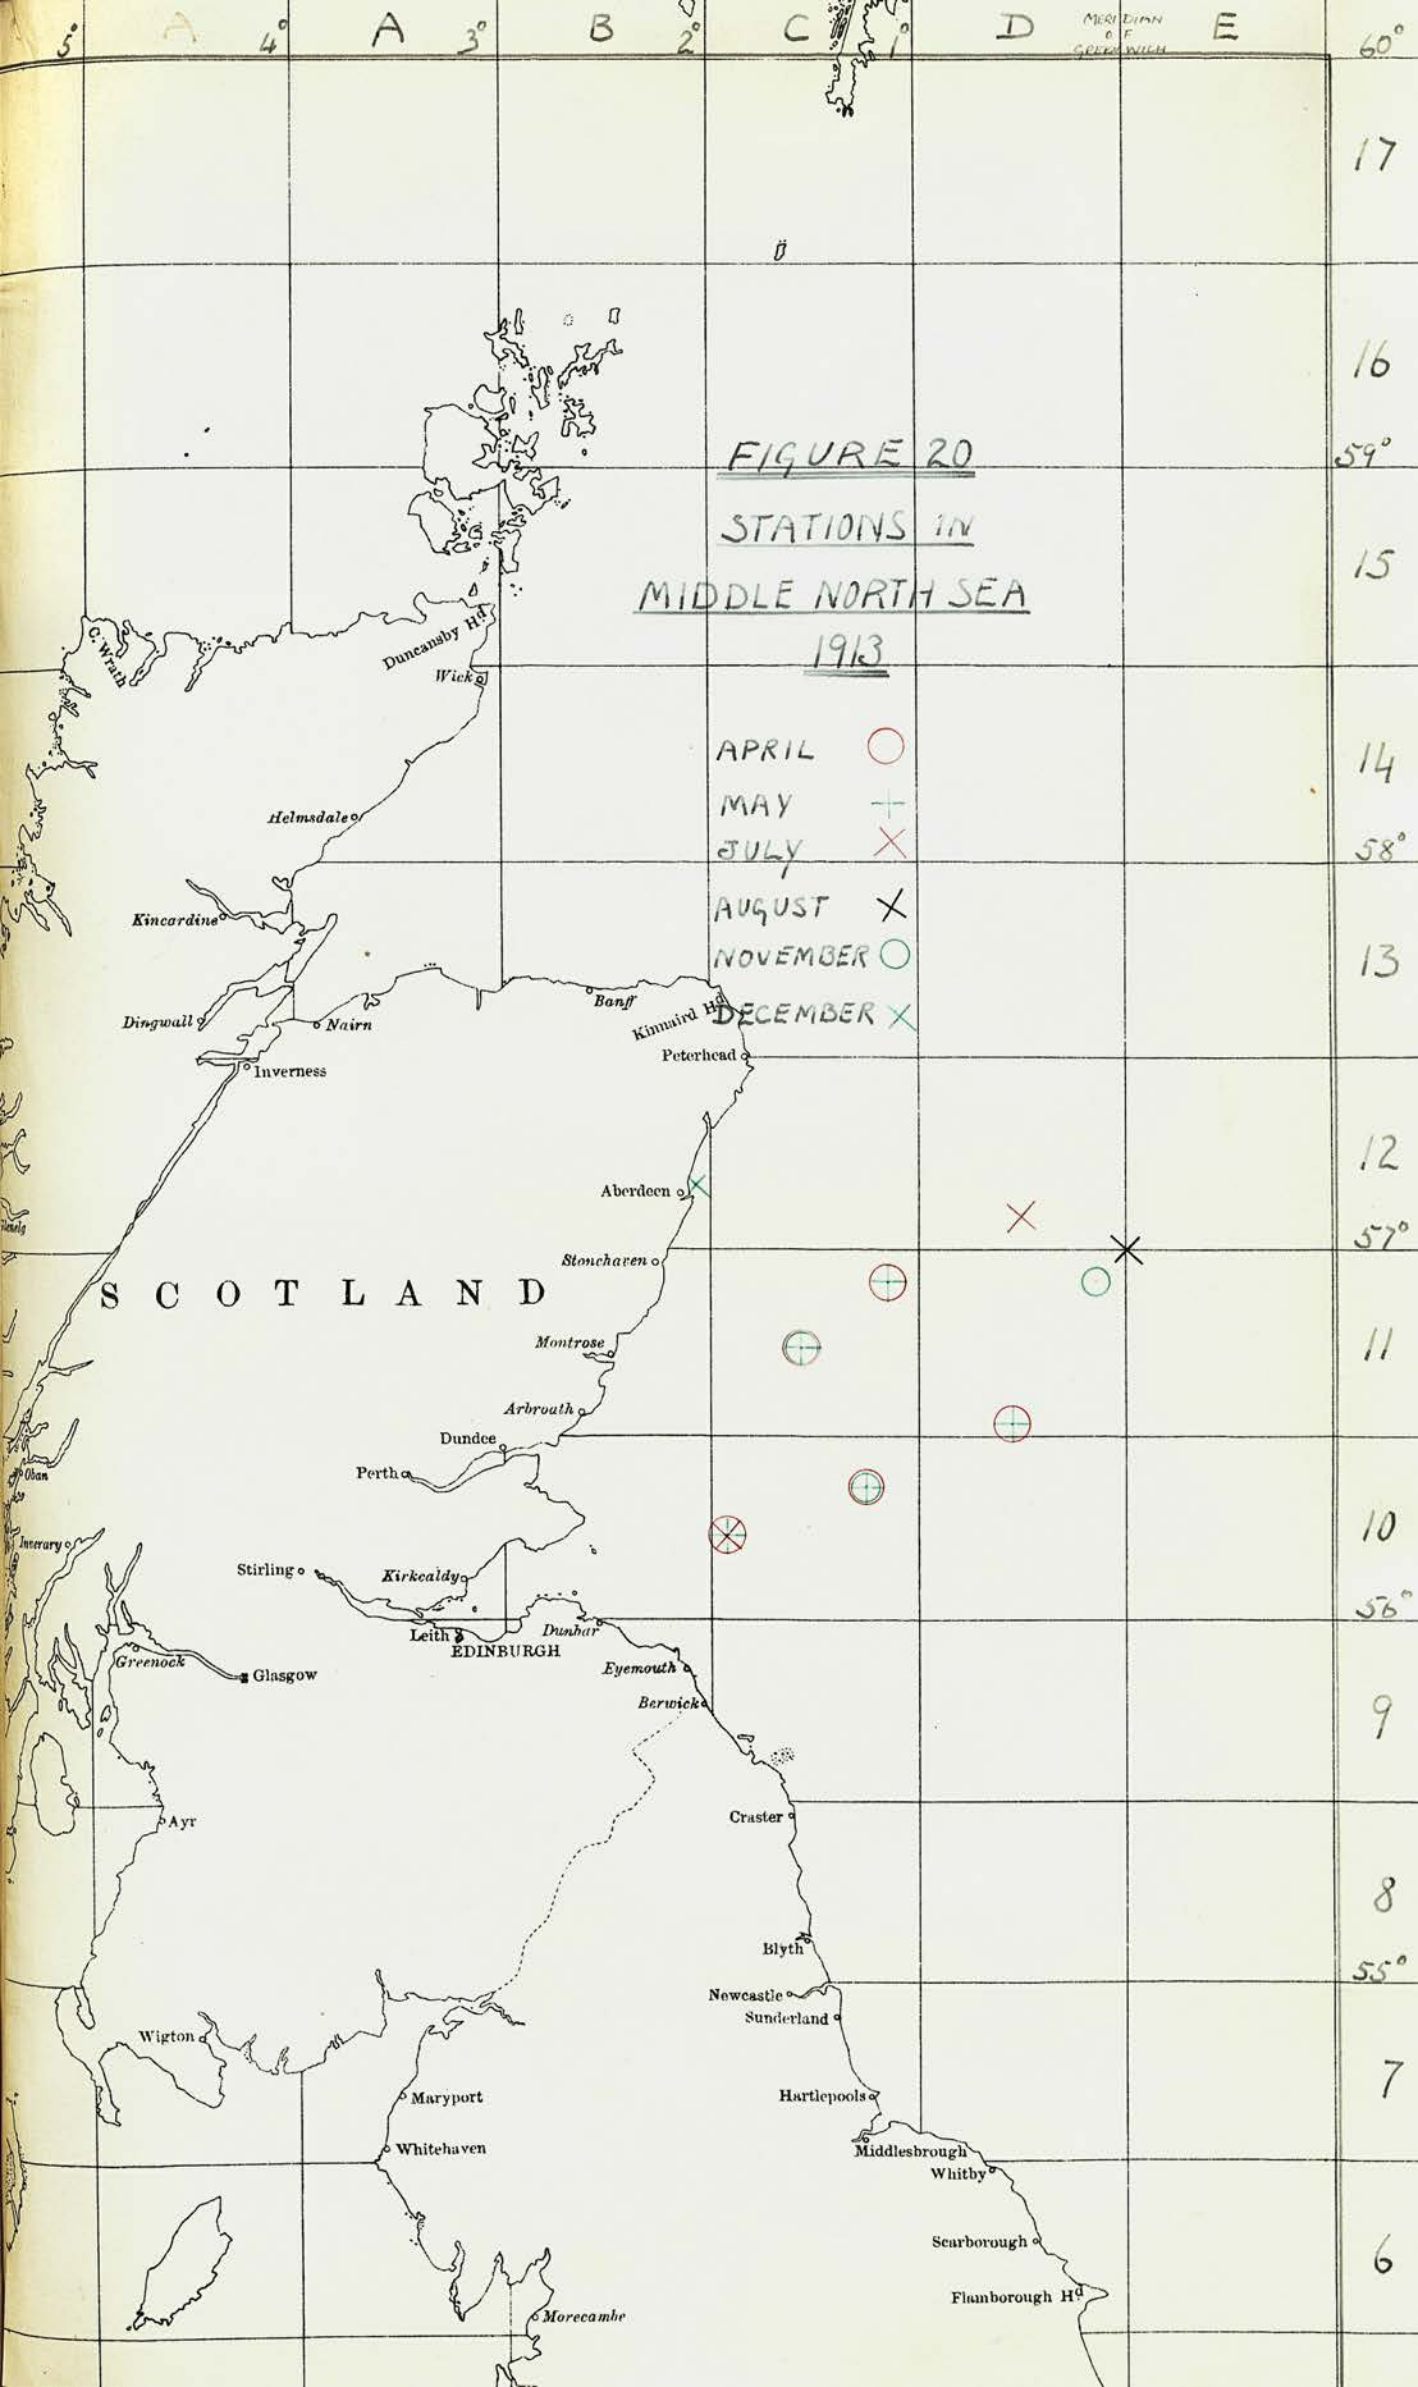 5° A 4° A 3° B 2° C 1° D MERIDIAN OF GREENWICH E 60°
17
16
FIGURE 20
59°
STATIONS IN
15
MIDDLE NORTH SEA
Duncansby Hd
C. Wrath
1913
Wick
APRIL
14
MAY
Helmsdale
JULY
58°
AUGUST
Kincardine
NOVEMBER
13
Banff
Kinnaird Hd
DECEMBER
Dingwall
Nairn
Peterhead
Inverness
12
Aberdeen
57°
Stonehaven
SCOTLAND
Montrose
11
Arbroath
Dundee
Perth
Oban
10
Inverary
Stirling
Kirkcaldy
56°
Leith
Dunbar
EDINBURGH
Greenock
Glasgow
Eyemouth
Berwick
9
Craster
Ayr
8
Blyth
55°
Newcastle
Sunderland
Wigton
7
Maryport
Hartlepools
Whitehaven
Middlesbrough
Whitby
Scarborough
6
Flamborough Hd
Morecambe